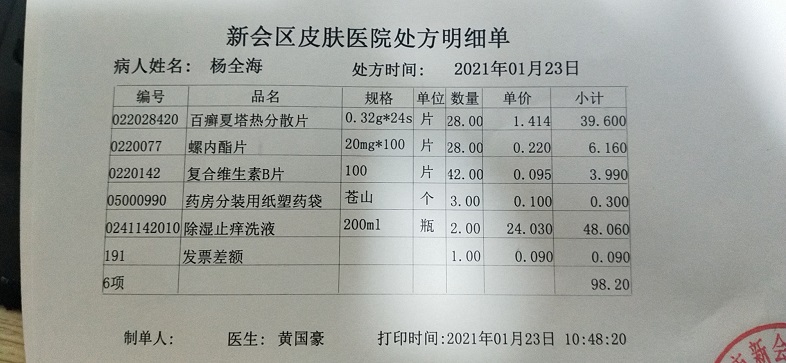 新会区皮肤医院处方明细单
病人姓名： 杨全海 处方时间： 2021年01月23日
编号 品名 规格 单位 数量 单价 小计
022028420 百癣夏塔热分散片 0.32g*24s 片 28.00 1.414 39.600
0220077 螺内酯片 20mg*100 片 28.00 0.220 6.160
0220142 复合维生素B片 100 片 42.00 0.095 3.990
05000990 药房分装用纸塑药袋 苍山 个 3.00 0.100 0.300
0241142010 除湿止痒洗液 200ml 瓶 2.00 24.030 48.060
191 发票差额 1.00 0.090 0.090
6项 98.20
制单人： 医生: 黄国豪 打印时间:2021年01月23日 10:48:20
新会